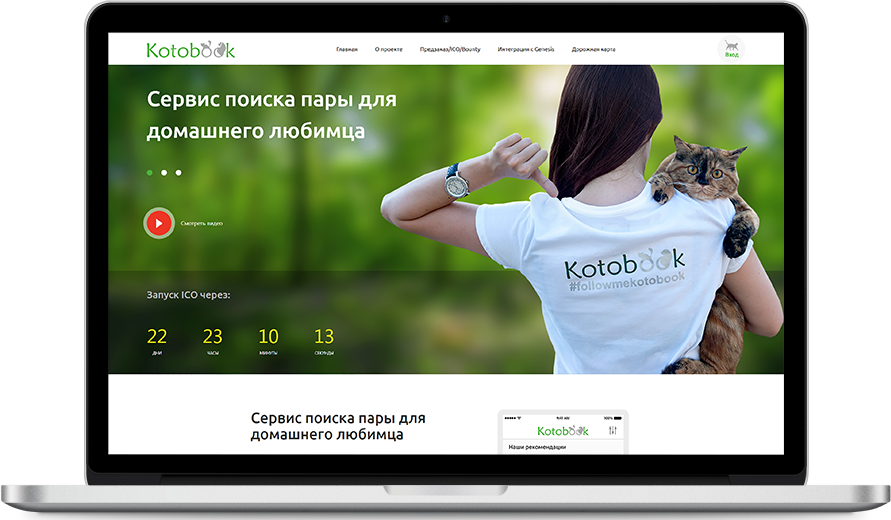 Kotobook
Главная О проекте Предзаказ/ICO/Bounty Интеграция с Genesis Дорожная карта Вход
Сервис поиска пары для
домашнего любимца
Смотреть видео
Kotobook
#followmekotobook
Запуск ICO через:
22 23 10 13
дни часы минуты секунды
Сервис поиска пары для
домашнего любимца
9:41 AM 100%
Kotobook
Наши рекомендации